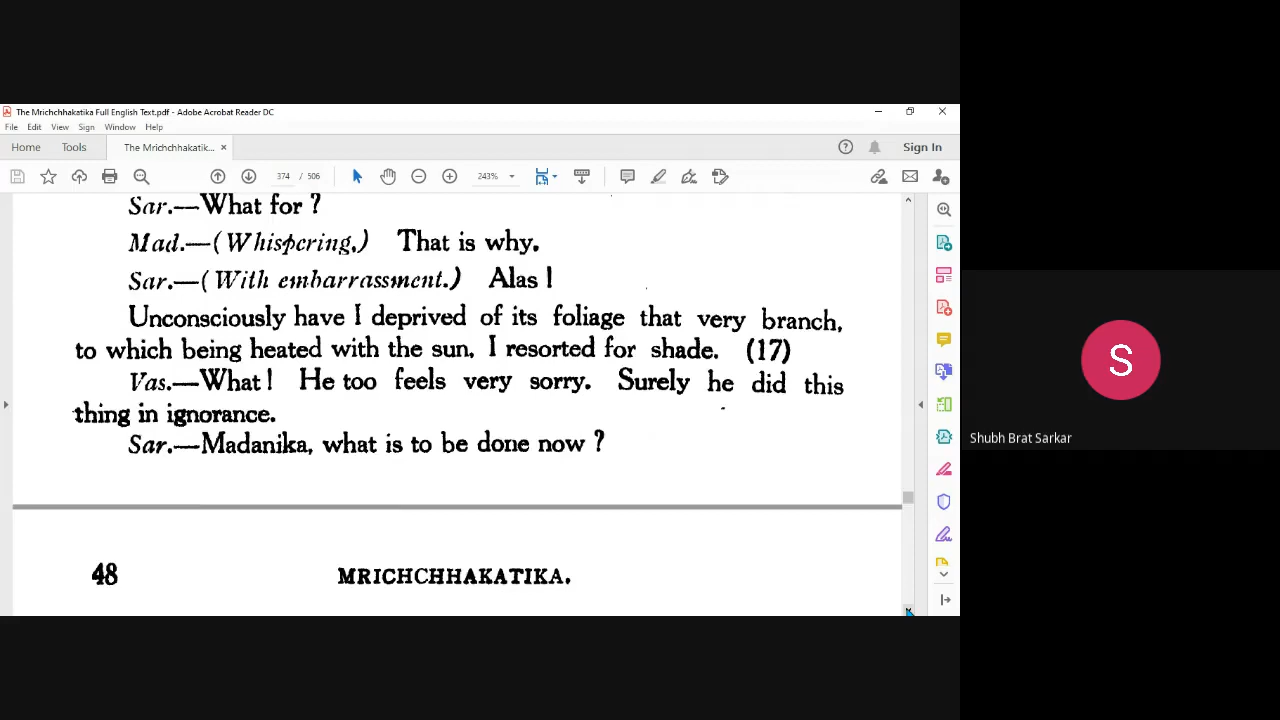 The Mrichchhakatika Full English Text.pdf - Adobe Acrobat Reader DC
File Edit View Sign Window Help
Home Tools The Mrichchhakatik... × Sign In
374 / 506 243%
Sar.—What for ?
Mad.—(Whispering.) That is why.
Sar.—(With embarrassment.) Alas !
Unconsciously have I deprived of its foliage that very branch,
to which being heated with the sun, I resorted for shade. (17)
Vas.—What! He too feels very sorry. Surely he did this
thing in ignorance.
Sar.—Madanika, what is to be done now ?
48 MRICHCHHAKATIKA.
S
Shubh Brat Sarkar